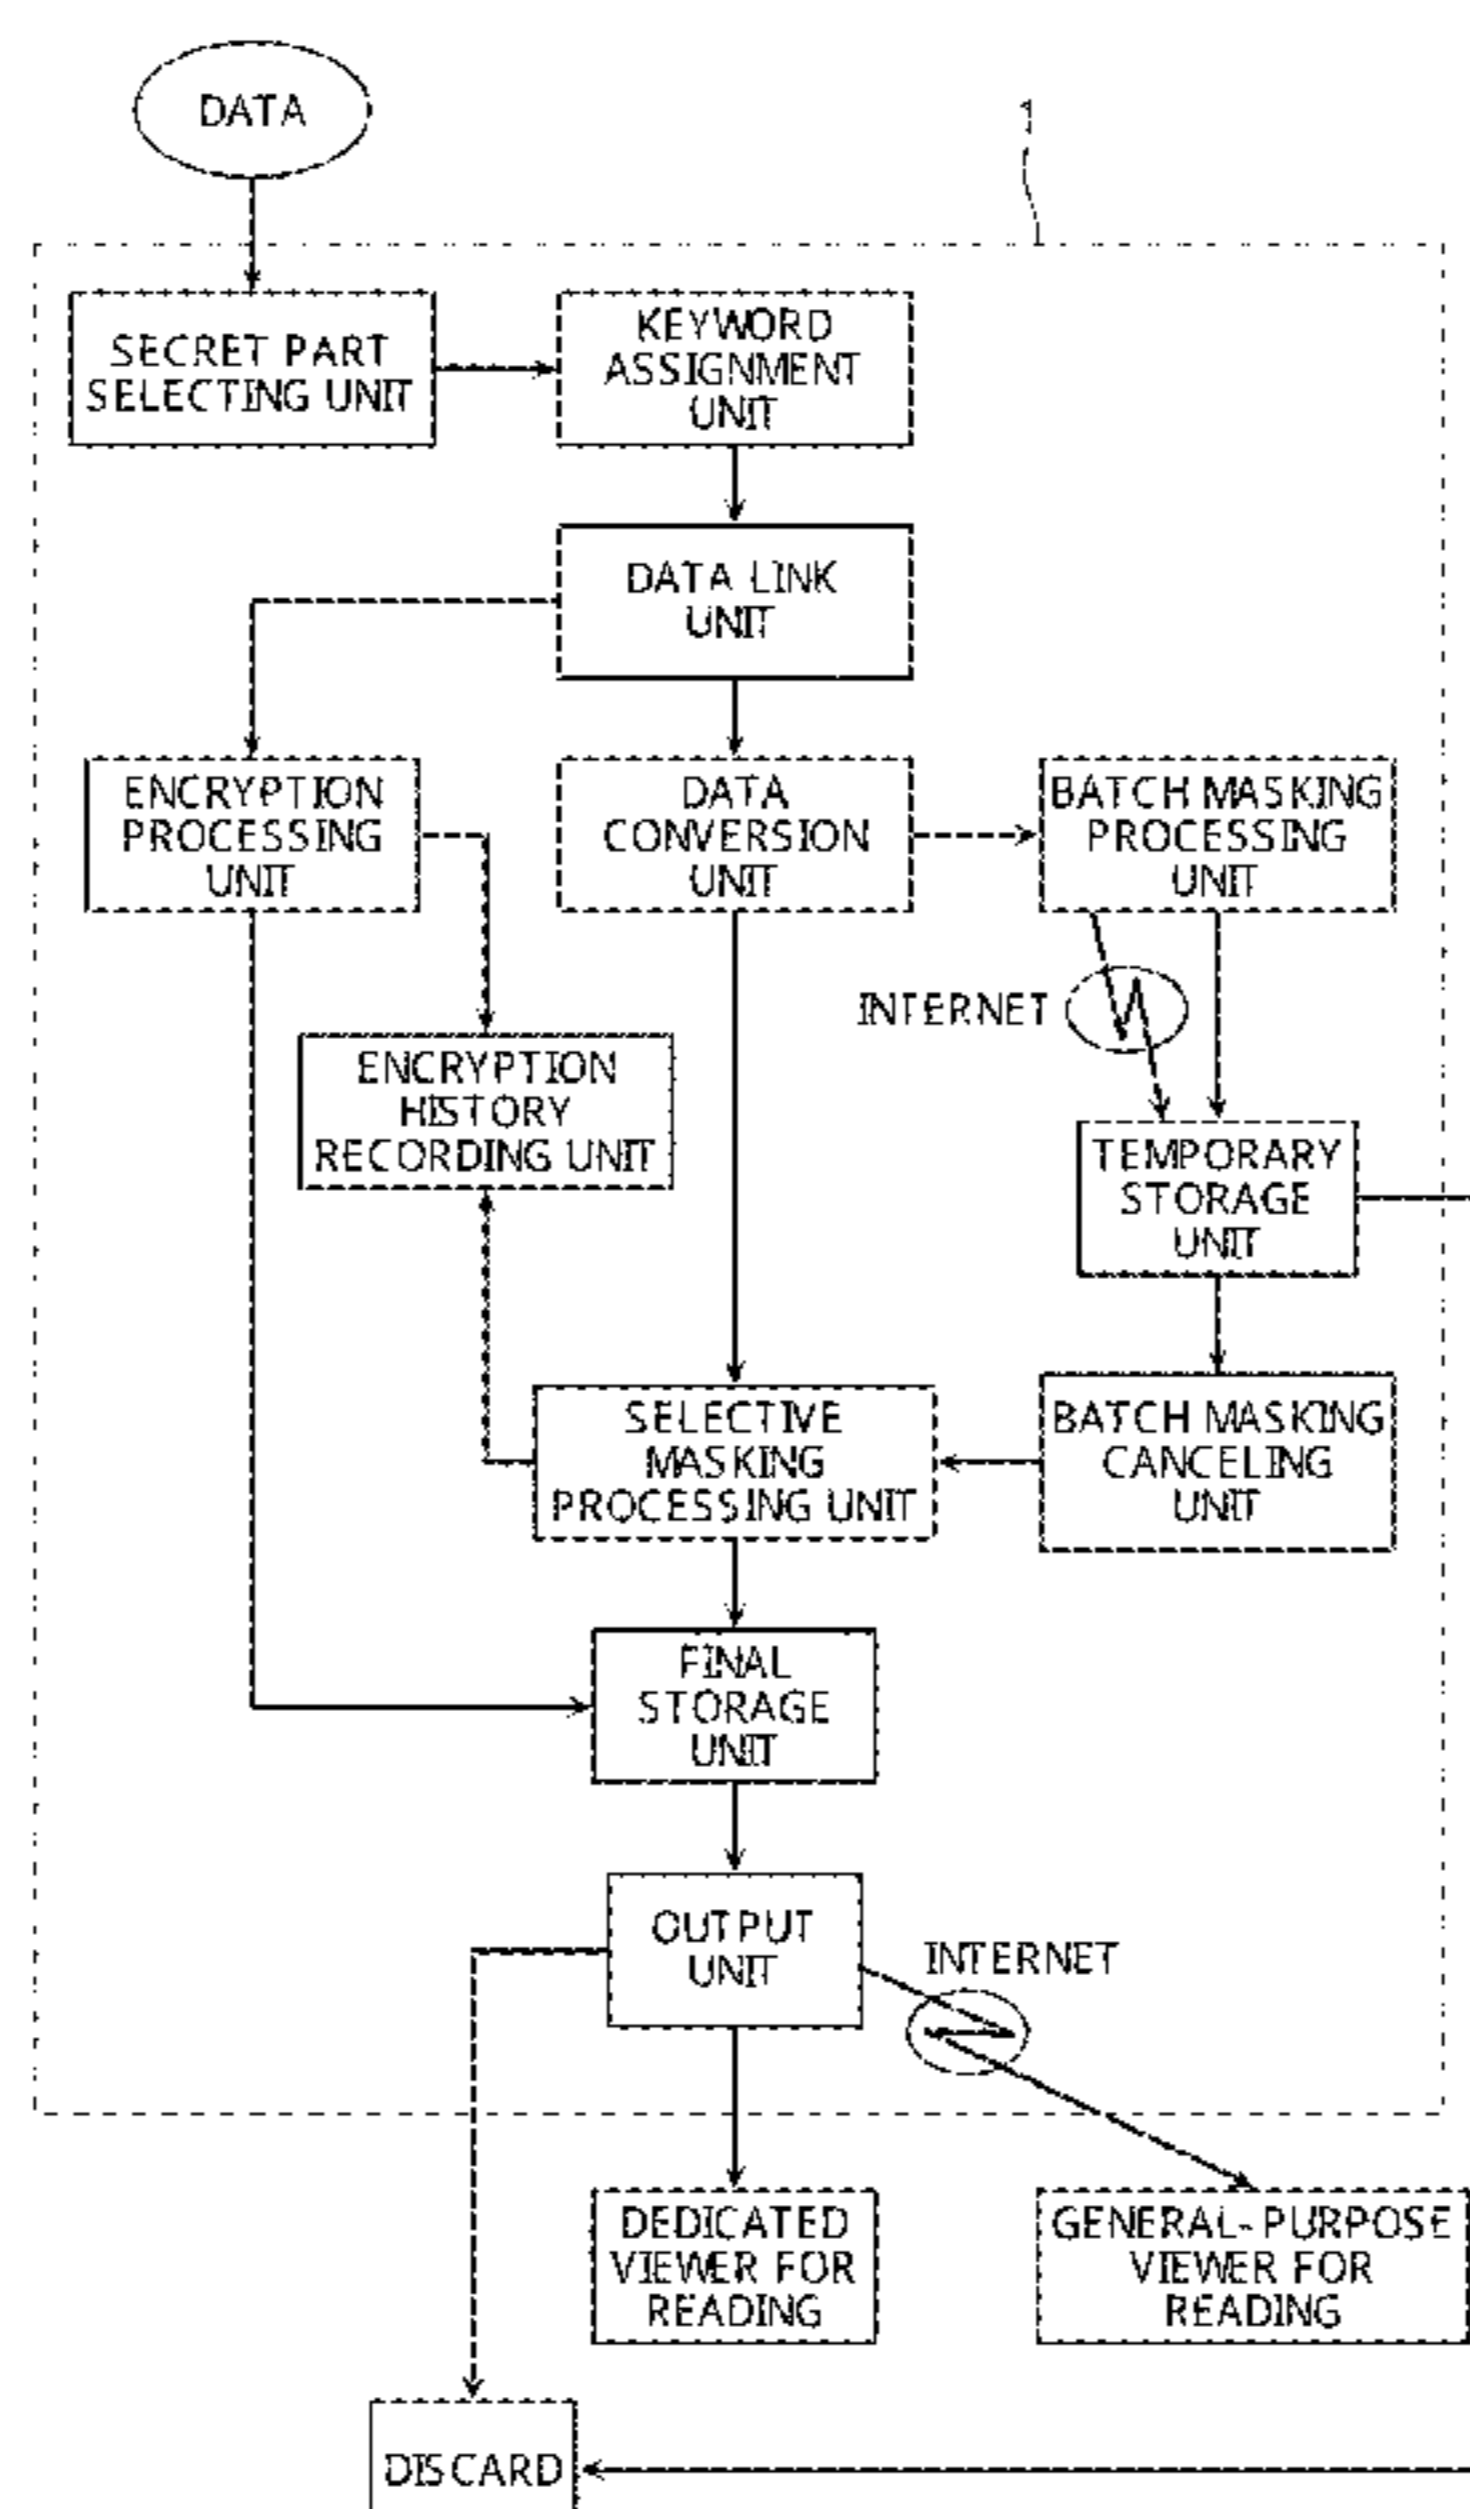 DATA
1
SECRET PART
SELECTING UNIT
KEYWORD
ASSIGNMENT
UNIT
DATA LINK
UNIT
ENCRYPTION
PROCESSING
UNIT
DATA
CONVERSION
UNIT
BATCH MASKING
PROCESSING
UNIT
INTERNET
ENCRYPTION
HISTORY
RECORDING UNIT
TEMPORARY
STORAGE
UNIT
SELECTIVE
MASKING
PROCESSING UNIT
BATCH MASKING
CANCELING
UNIT
FINAL
STORAGE
UNIT
OUTPUT
UNIT
INTERNET
DEDICATED
VIEWER FOR
READING
GENERAL-PURPOSE
VIEWER FOR
READING
DISCARD